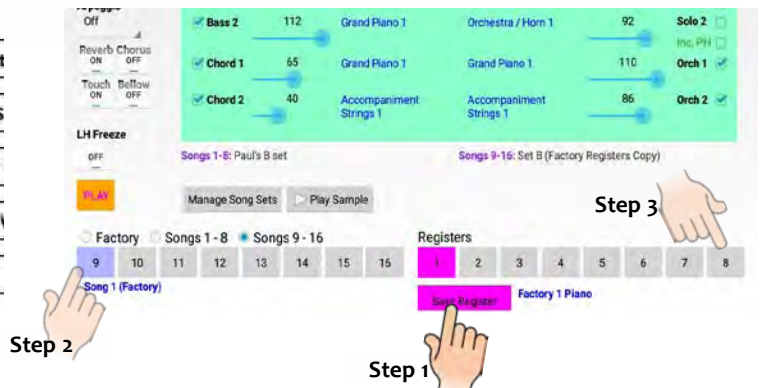 Off
Bass 2 112 Grand Piano 1 Orchestra / Horn 1 92 Solo 2
Inc. PH
Reverb Chorus
ON OFF
Chord 1 65 Grand Piano 1 Grand Piano 1 110 Orch 1
Touch Bellow
ON OFF
Chord 2 40 Accompaniment Strings 1 Accompaniment Strings 1 86 Orch 2
LH Freeze
OFF
Songs 1-8: Paul's B set Songs 9-16: Set B (Factory Registers Copy)
PLAY
Manage Song Sets Play Sample
Step 3
Factory Songs 1 - 8 Songs 9 - 16 Registers
9 10 11 12 13 14 15 16 1 2 3 4 5 6 7 8
Song 1 (Factory)
Save Register Factory 1 Piano
Step 2
Step 1